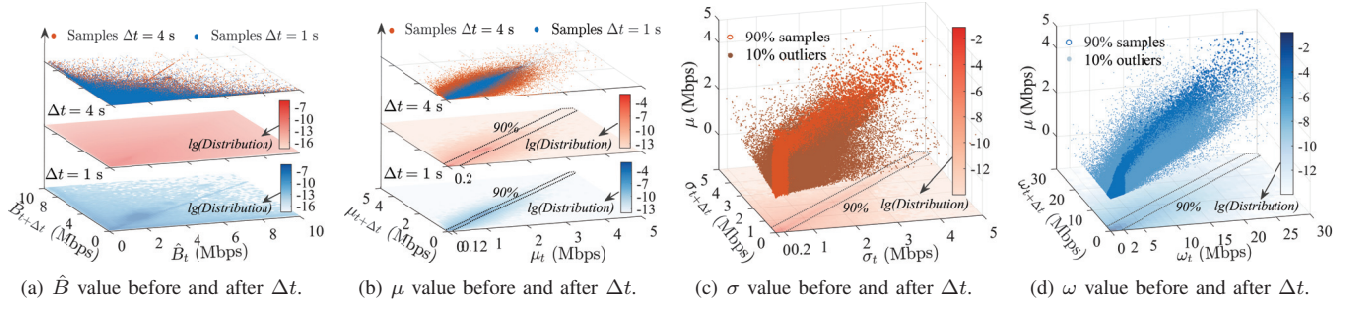 Samples Δt = 4 s Samples Δt = 1 s
Δt = 4 s
-7
-10
-13
-16
lg(Distribution)
Δt = 1 s
-7
-10
-13
-16
lg(Distribution)
10
8
4
0
B̂t+Δt (Mbps)
0 2 4 6 8 10
B̂t (Mbps)
(a) B̂ value before and after Δt.
Samples Δt = 4 s Samples Δt = 1 s
Δt = 4 s
-4
-7
-10
-13
90%
lg(Distribution)
0.2
Δt = 1 s
-4
-7
-10
-13
90%
lg(Distribution)
5
4
2
0
μt+Δt (Mbps)
0 0.12 1 2 3 4 5
μt (Mbps)
(b) μ value before and after Δt.
5
4
2
0
μ (Mbps)
90% samples
10% outliers
-2
-4
-6
-8
-10
-12
90%
lg(Distribution)
5
4
3
2
1
0
σt+Δt (Mbps)
0 0.2 1 2 3 4 5
σt (Mbps)
(c) σ value before and after Δt.
5
4
2
0
μ (Mbps)
90% samples
10% outliers
-2
-4
-6
-8
-10
-12
90%
lg(Distribution)
30
20
10
0
ωt+Δt (Mbps)
0 2 5 10 15 20 25 30
ωt (Mbps)
(d) ω value before and after Δt.